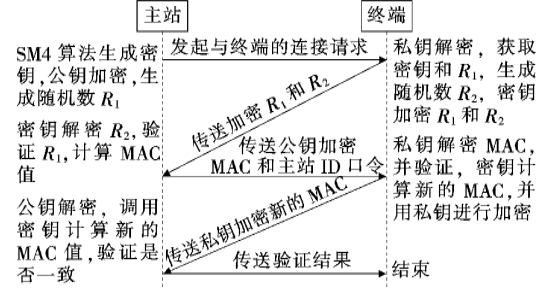 主站
终端
SM4 算法生成密
钥,公钥加密,生
成随机数 R₁
发起与终端的连接请求
私钥解密，获取
密钥和 R₁，生成
随机数 R₂，密钥
加密 R₁ 和 R₂
传送加密 R₁ 和 R₂
密钥解密 R₂,验
证 R₁,计算 MAC
值
传送公钥加密
MAC 和主站 ID 口令
私钥解密 MAC,
并验证，密钥计
算新的 MAC,并
用私钥进行加密
传送私钥加密新的 MAC
公钥解密，调用
密钥计算新的
MAC 值,验证是
否一致
传送验证结果
结束